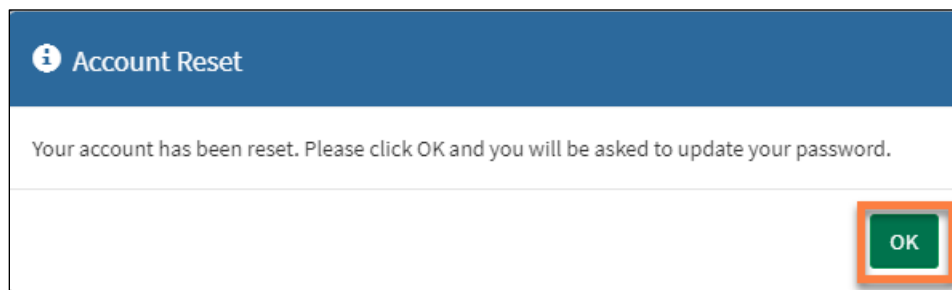 Account Reset
Your account has been reset. Please click OK and you will be asked to update your password.
OK